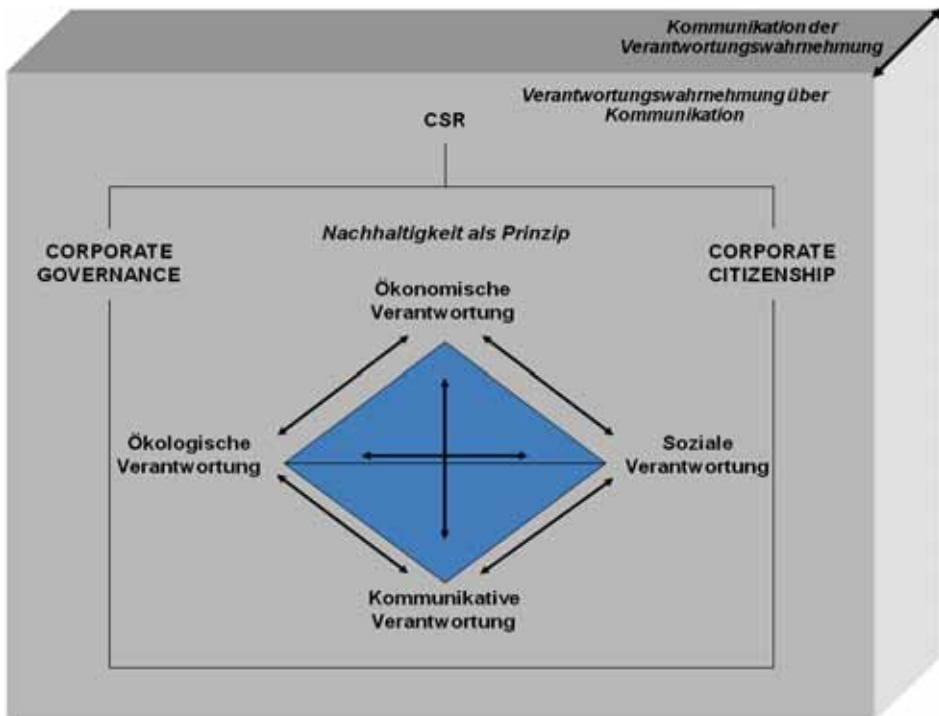 Kommunikation der
Verantwortungswahrnehmung
Verantwortungswahrnehmung über
Kommunikation
CSR
Nachhaltigkeit als Prinzip
CORPORATE
GOVERNANCE
CORPORATE
CITIZENSHIP
Ökonomische
Verantwortung
Ökologische
Verantwortung
Soziale
Verantwortung
Kommunikative
Verantwortung